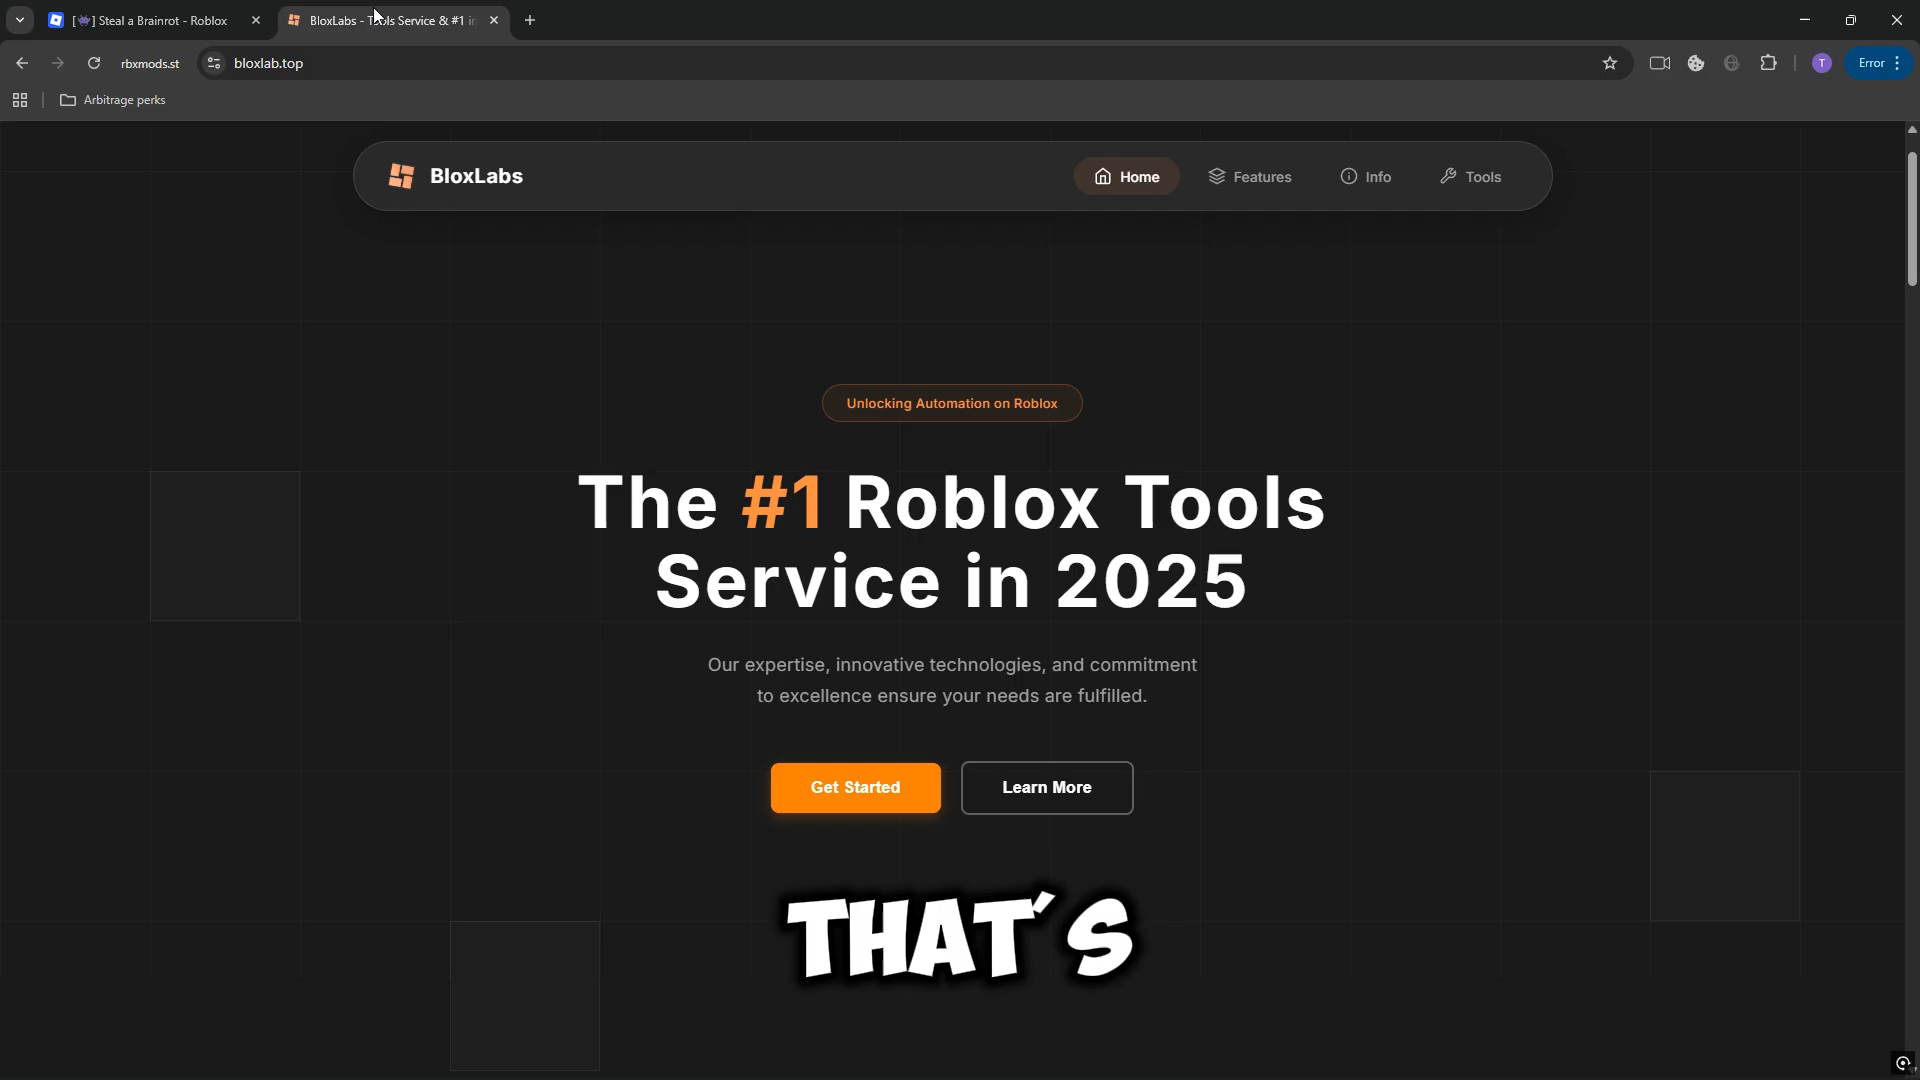 [👾] Steal a Brainrot - Roblox
BloxLabs - Tools Service & #1 in
rbxmods.st
bloxlab.top
T
Error
Arbitrage perks
BloxLabs
Home
Features
Info
Tools
Unlocking Automation on Roblox
The #1 Roblox Tools
Service in 2025
Our expertise, innovative technologies, and commitment
to excellence ensure your needs are fulfilled.
Get Started
Learn More
THAT'S